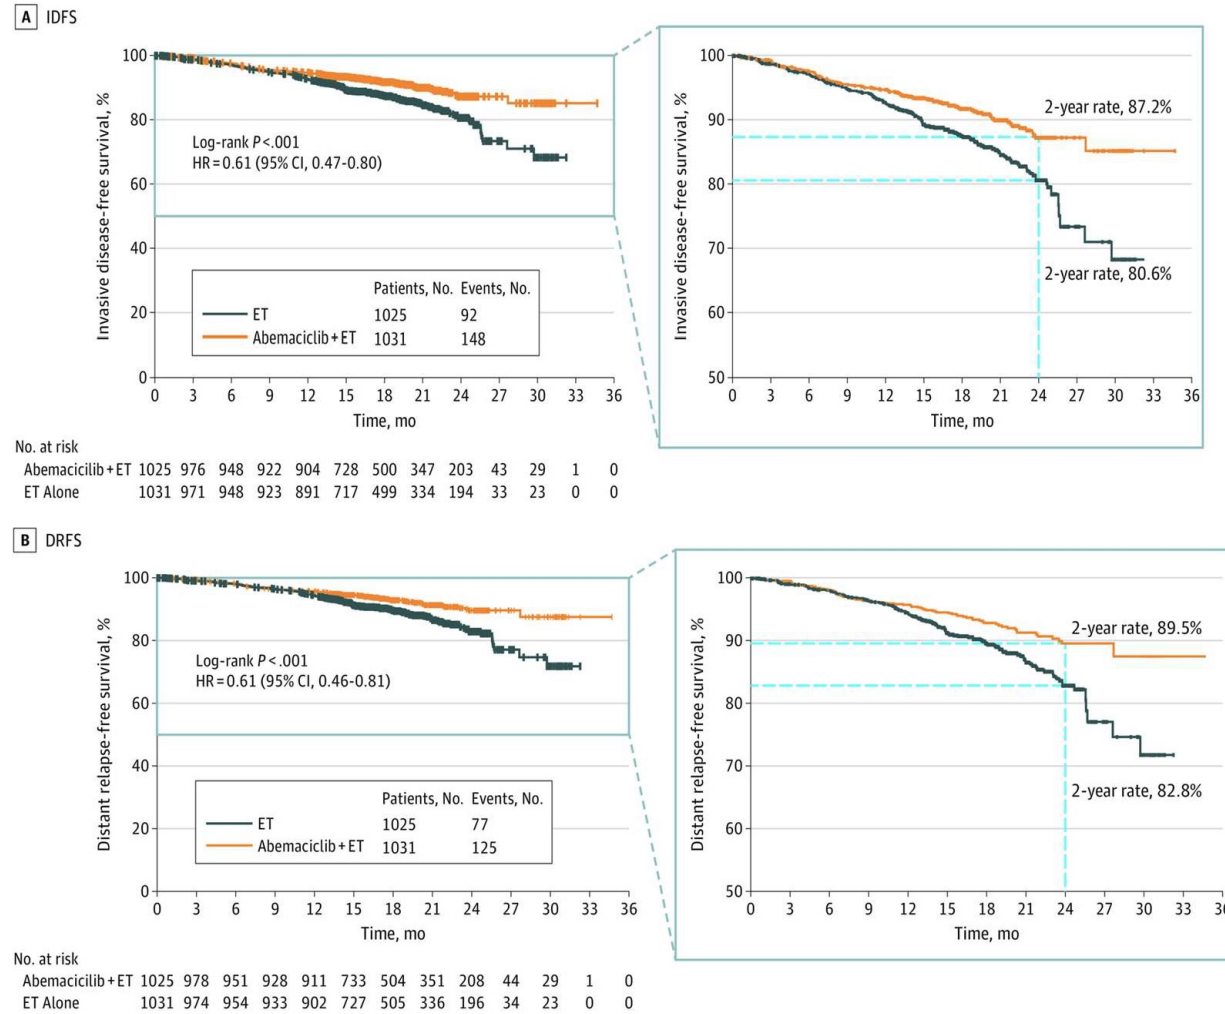 A IDFS
100
80
60
40
20
0
Invasive disease-free survival, %
Log-rank P <.001
HR = 0.61 (95% CI, 0.47-0.80)
Patients, No. Events, No.
ET 1025 92
Abemaciclib + ET 1031 148
0 3 6 9 12 15 18 21 24 27 30 33 36
Time, mo
100
90
80
70
60
50
Invasive disease-free survival, %
2-year rate, 87.2%
2-year rate, 80.6%
0 3 6 9 12 15 18 21 24 27 30 33 36
Time, mo
No. at risk
Abemacicilib + ET 1025 976 948 922 904 728 500 347 203 43 29 1 0
ET Alone 1031 971 948 923 891 717 499 334 194 33 23 0 0
B DRFS
100
80
60
40
20
0
Distant relapse-free survival, %
Log-rank P <.001
HR = 0.61 (95% CI, 0.46-0.81)
Patients, No. Events, No.
ET 1025 77
Abemaciclib + ET 1031 125
0 3 6 9 12 15 18 21 24 27 30 33 36
Time, mo
100
90
80
70
60
50
Distant relapse-free survival, %
2-year rate, 89.5%
2-year rate, 82.8%
0 3 6 9 12 15 18 21 24 27 30 33 36
Time, mo
No. at risk
Abemacicilib + ET 1025 978 951 928 911 733 504 351 208 44 29 1 0
ET Alone 1031 974 954 933 902 727 505 336 196 34 23 0 0